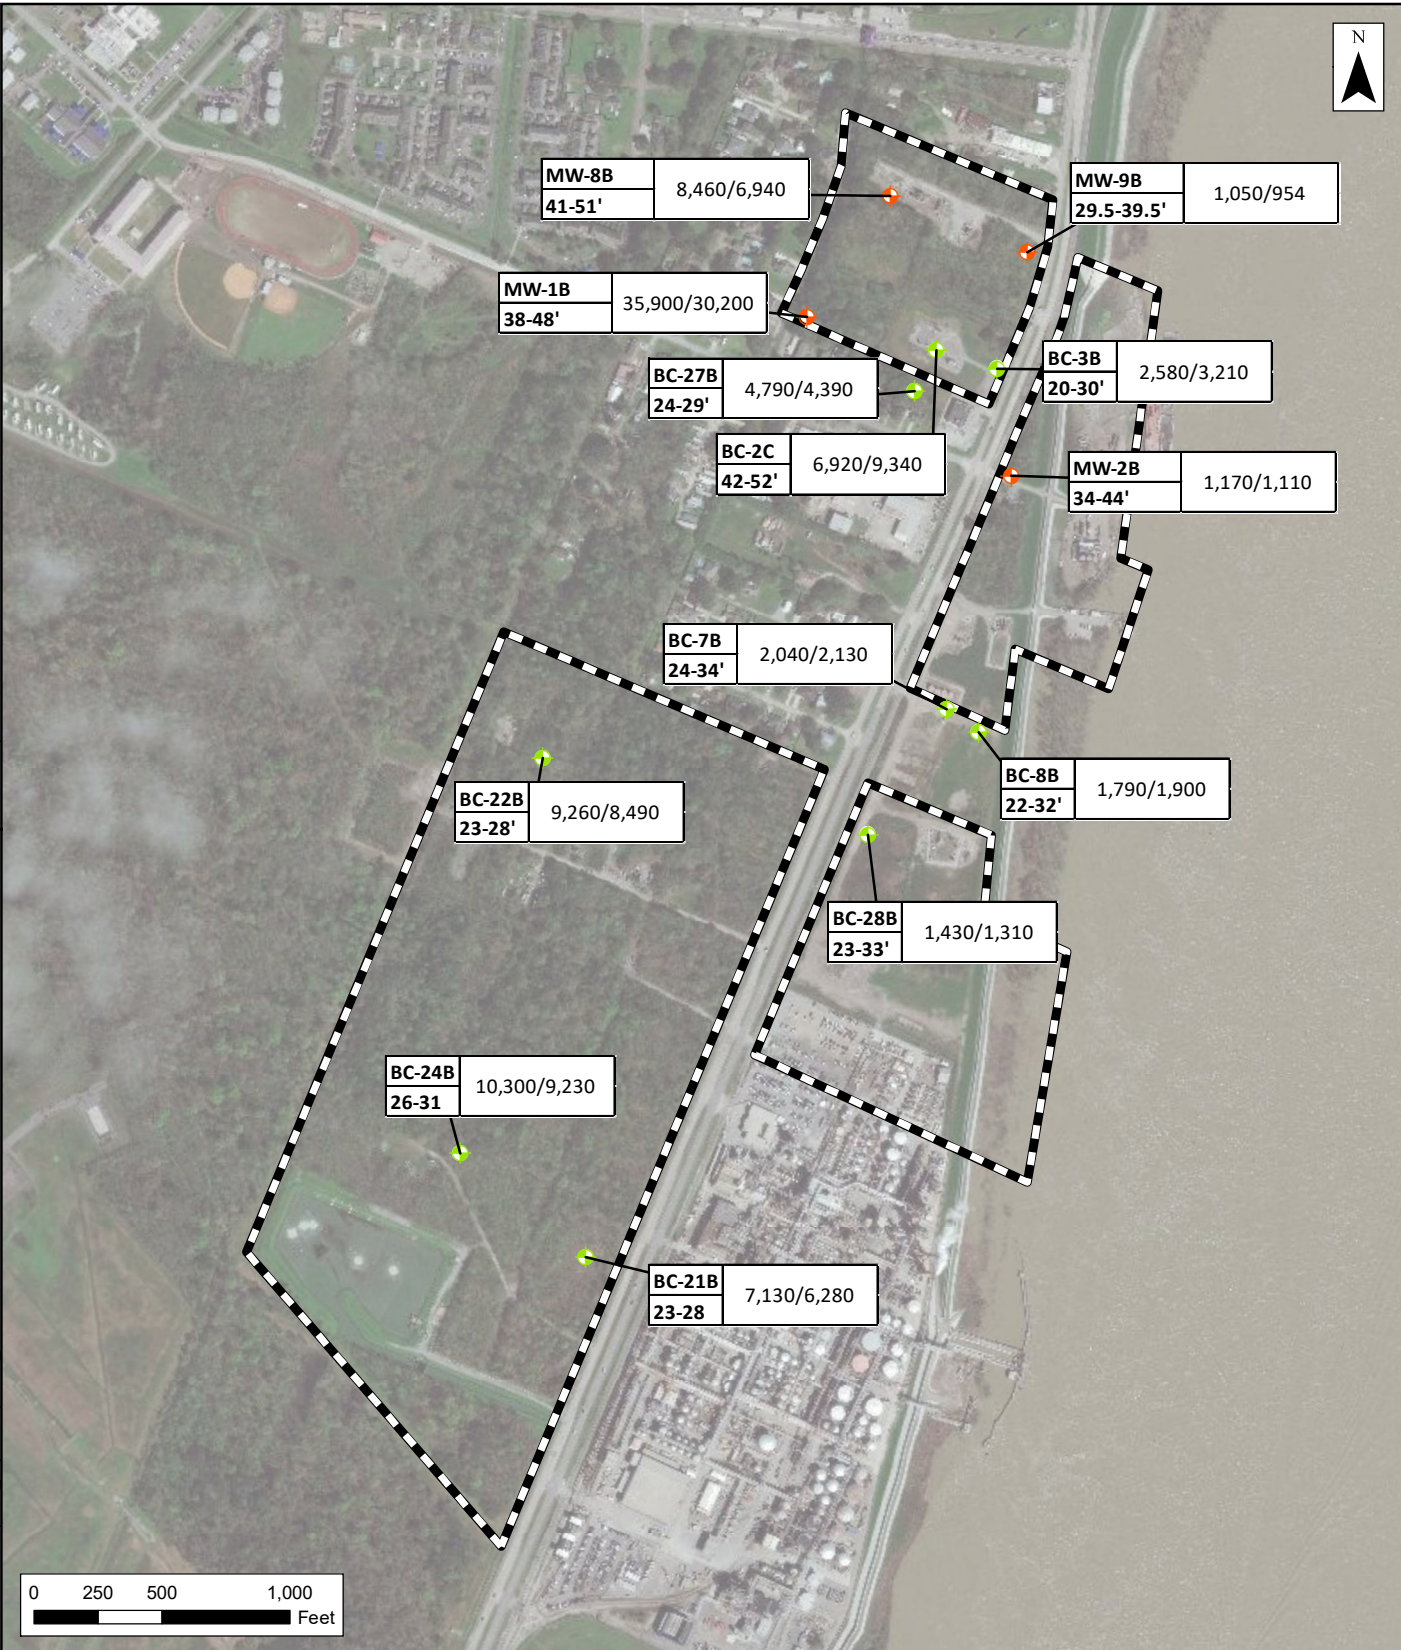 N
MW-8B
41-51'
8,460/6,940
MW-9B
29.5-39.5'
1,050/954
MW-1B
38-48'
35,900/30,200
BC-27B
24-29'
4,790/4,390
BC-3B
20-30'
2,580/3,210
BC-2C
42-52'
6,920/9,340
MW-2B
34-44'
1,170/1,110
BC-7B
24-34'
2,040/2,130
BC-22B
23-28'
9,260/8,490
BC-8B
22-32'
1,790/1,900
BC-28B
23-33'
1,430/1,310
BC-24B
26-31
10,300/9,230
BC-21B
23-28
7,130/6,280
0 250 500 1,000
Feet